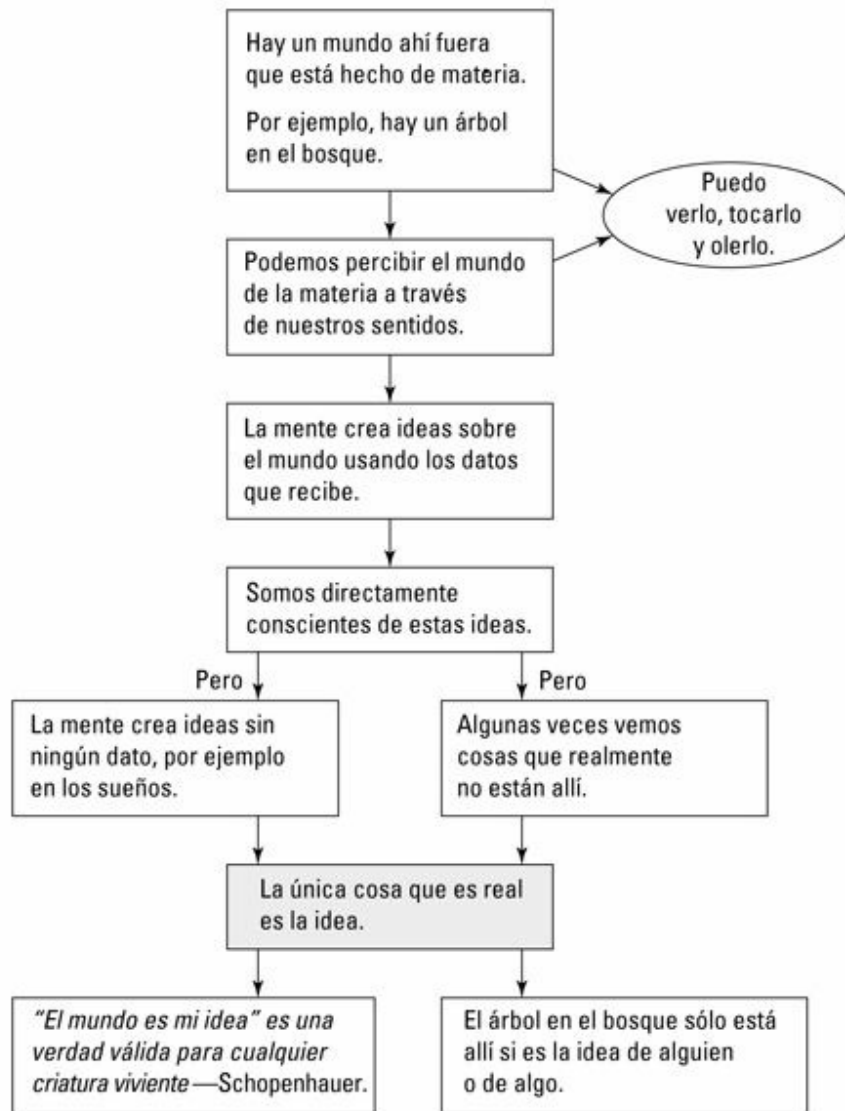 Hay un mundo ahí fuera
que está hecho de materia.
Por ejemplo, hay un árbol
en el bosque.
Puedo
verlo, tocarlo
y olerlo.
Podemos percibir el mundo
de la materia a través
de nuestros sentidos.
La mente crea ideas sobre
el mundo usando los datos
que recibe.
Somos directamente
conscientes de estas ideas.
Pero
Pero
La mente crea ideas sin
ningún dato, por ejemplo
en los sueños.
Algunas veces vemos
cosas que realmente
no están allí.
La única cosa que es real
es la idea.
“El mundo es mi idea” es una
verdad válida para cualquier
criatura viviente —Schopenhauer.
El árbol en el bosque sólo está
allí si es la idea de alguien
o de algo.